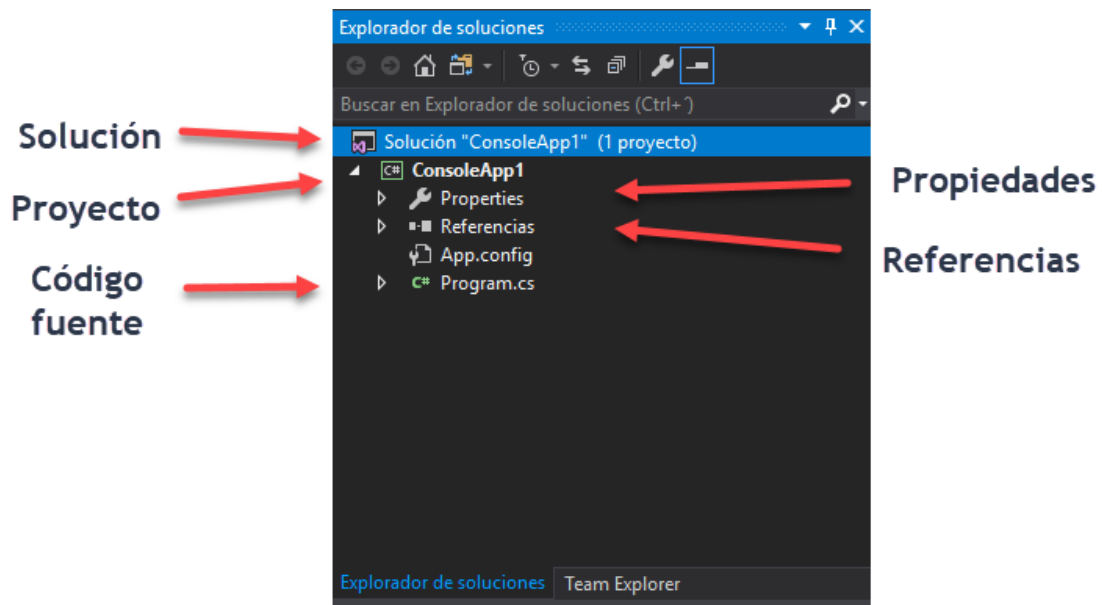 Explorador de soluciones
Buscar en Explorador de soluciones (Ctrl+´)
Solución
Solución "ConsoleApp1" (1 proyecto)
C# ConsoleApp1
Proyecto
Properties
Propiedades
Referencias
Referencias
App.config
Código
fuente
C# Program.cs
Explorador de soluciones Team Explorer